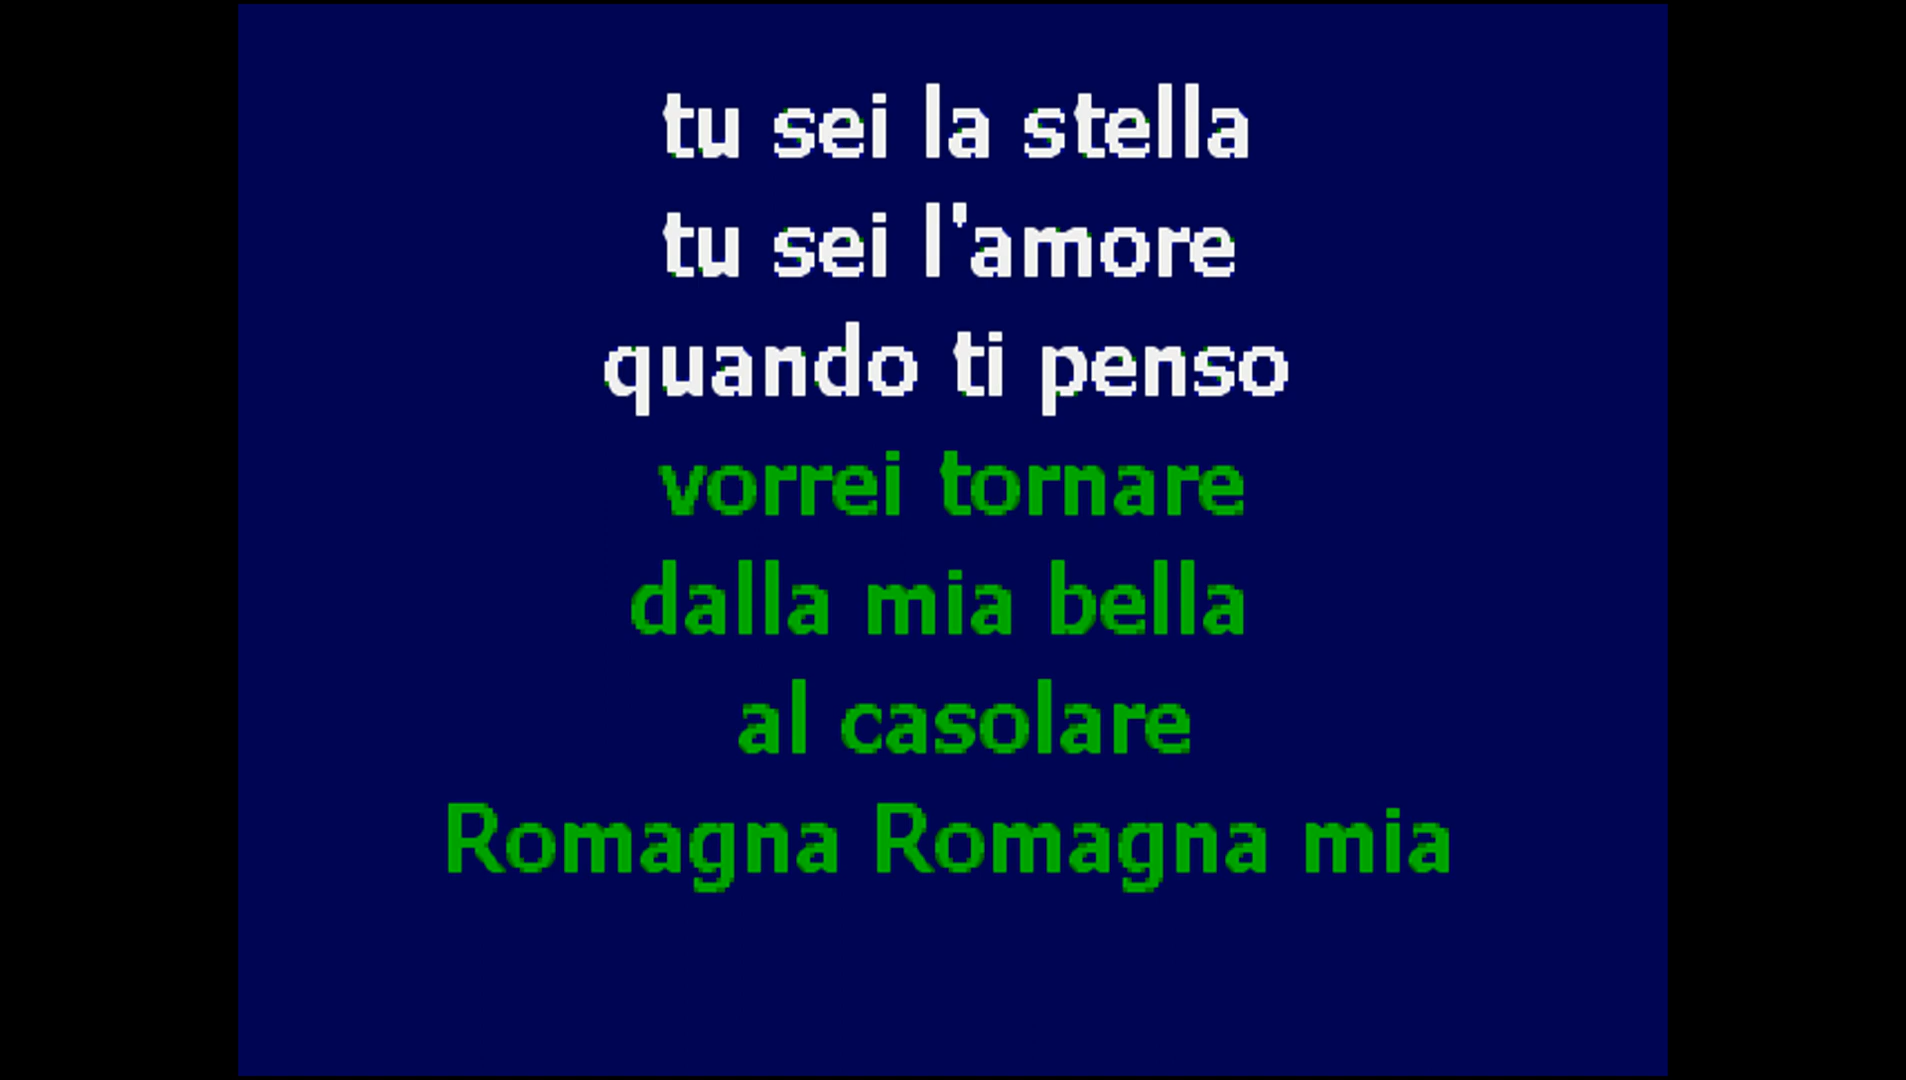 tu sei la stella
tu sei l'amore
quando ti penso
vorrei tornare
dalla mia bella
al casolare
Romagna Romagna mia